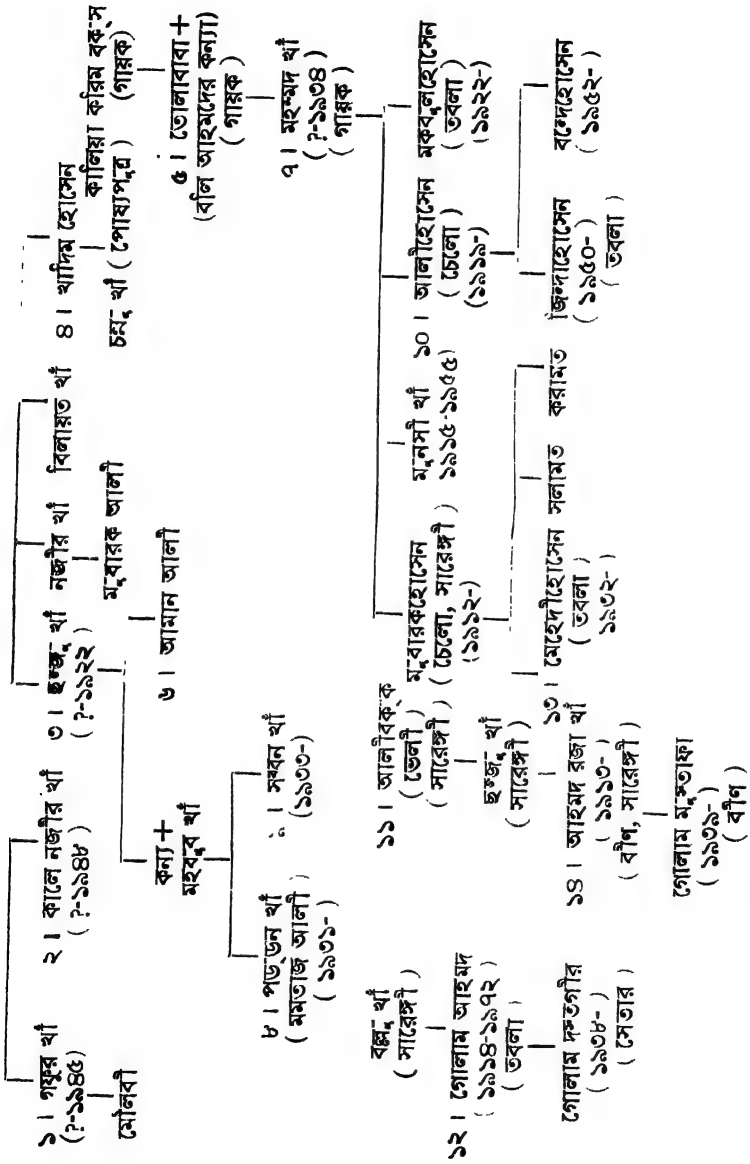 ১। গফুর খাঁ
(?-১৯৪৫)
মৌলবী
২। কালে নজীর খাঁ
(?-১৯৪৮)
৩। ছজ্জু খাঁ
(?-১৯২২)
নজীর খাঁ
মুবারক আলী
বিলায়ত খাঁ
৪। খাদিম হোসেন
চন্নু খাঁ (পোষ্যপুত্র)
কালিয়া করিম বক্স
(গায়ক)
৫। তোলাবাবা +
(বলি আহমদের কন্যা)
(গায়ক)
৭। মহম্মদ খাঁ
(?-১৯৩৪)
(গায়ক)
৬। আমান আলী
কন্যা +
মহবুব খাঁ
৮। পড্ডন খাঁ
(মমতাজ আলী)
(১৯৩১-)
৯। সব্বন খাঁ
(১৯৩৩-)
মুবারকহোসেন
(চেলো, সারেঙ্গী)
(১৯১২-)
মুনসী খাঁ
১৯১৫-১৯৫৫)
১০। আলীহোসেন
(চেলো)
(১৯১৯-)
মকবুলহোসেন
(তবলা)
(১৯২২-)
১৩। মেহেদীহোসেন
(তবলা)
১৯৩২-)
সলামত
করামত
জিন্দাহোসেন
(১৯৫০-)
(তবলা)
বন্দেহোসেন
(১৯৫২-)
বল্লু খাঁ
(সারেঙ্গী)
১২। গোলাম আহমদ
(১৯১৪-১৯৭২)
(তবলা)
গোলাম দস্তগীর
(১৯৩৮-)
(সেতার)
১১। আলীবক্ক
(ভেলী)
(সারেঙ্গী)
ছজ্জু খাঁ
(সারেঙ্গী)
১৪। আহমদ রজা খাঁ
(১৯১৩-)
(বীণ, সারেঙ্গী)
গোলাম মুস্তাফা
(১৯৩৯-)
(বীণ)